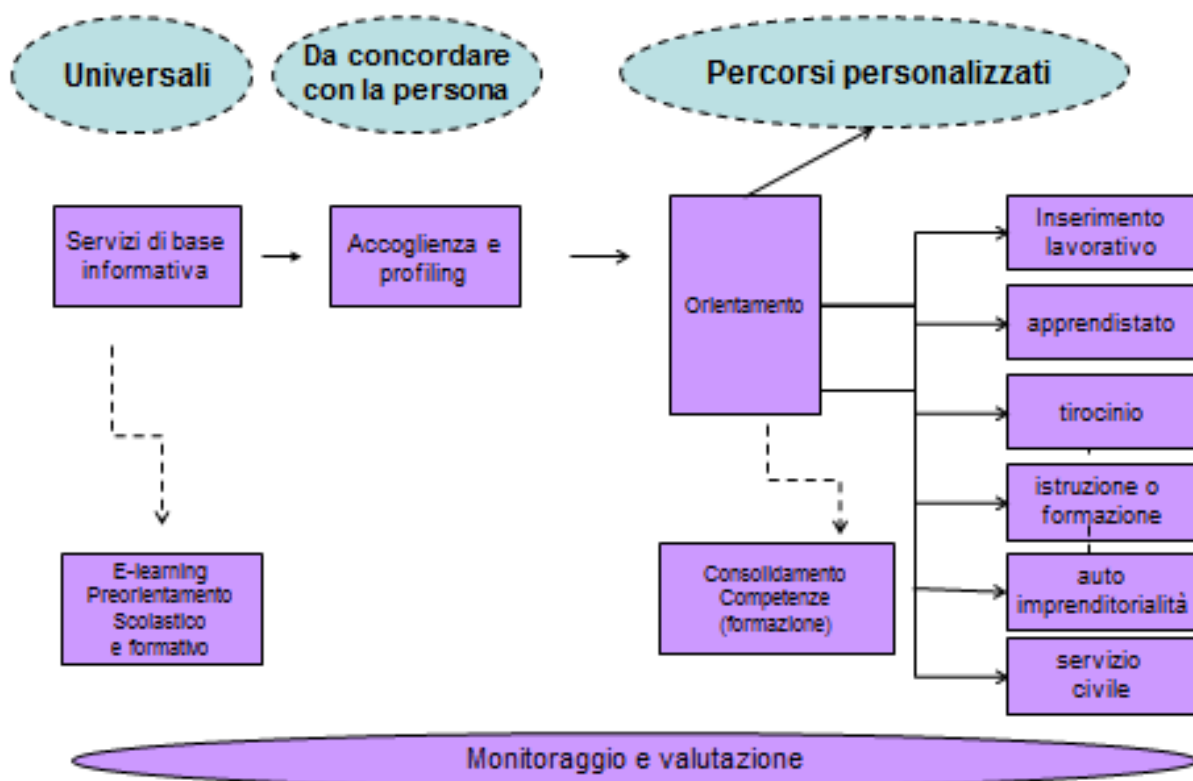 Universali
Da concordare
con la persona
Percorsi personalizzati
Servizi di base
informativa
Accoglienza e
profiling
Orientamento
Inserimento
lavorativo
apprendistato
tirocinio
istruzione o
formazione
auto
imprenditorialità
servizio
civile
E-learning
Preorientamento
Scolastico
e formativo
Consolidamento
Competenze
(formazione)
Monitoraggio e valutazione